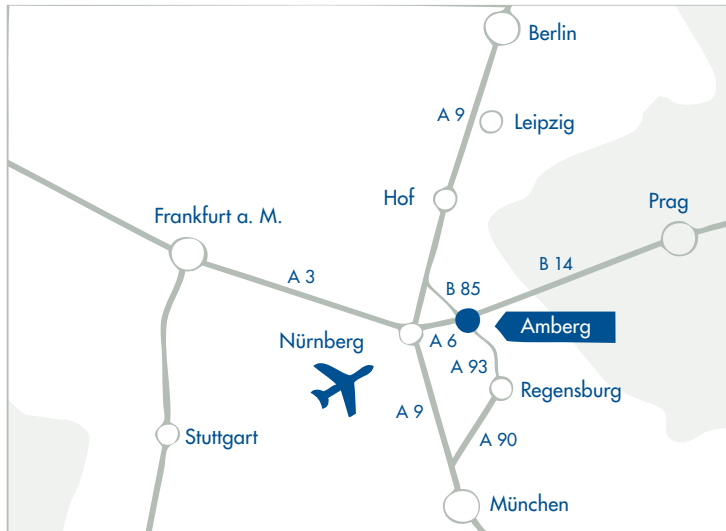 Berlin
A 9
Leipzig
Hof
Prag
Frankfurt a. M.
B 14
A 3
B 85
Amberg
Nürnberg
A 6
A 93
Regensburg
A 9
Stuttgart
A 90
München